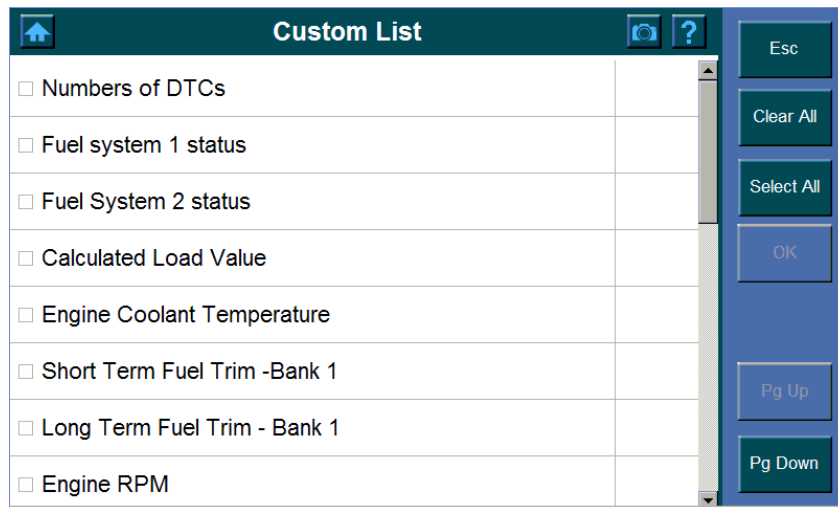 Custom List
?
Numbers of DTCs
Fuel system 1 status
Fuel System 2 status
Calculated Load Value
Engine Coolant Temperature
Short Term Fuel Trim -Bank 1
Long Term Fuel Trim - Bank 1
Engine RPM
Esc
Clear All
Select All
OK
Pg Up
Pg Down